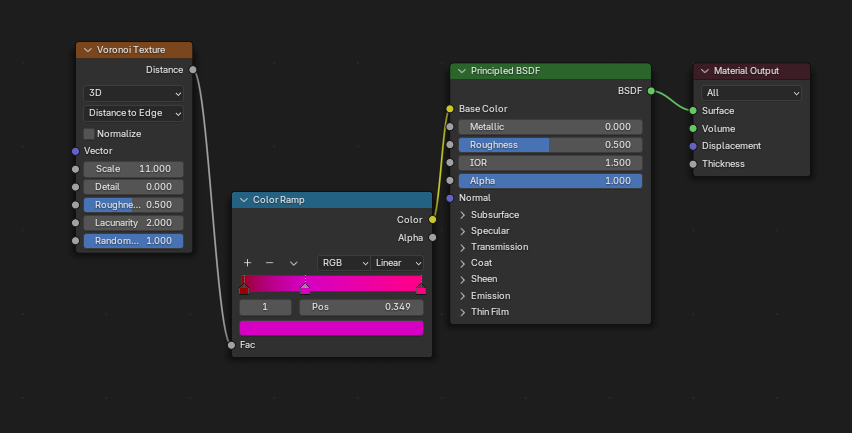 Voronoi Texture
Distance
3D
Distance to Edge
Normalize
Vector
Scale 11.000
Detail 0.000
Roughne... 0.500
Lacunarity 2.000
Random... 1.000
Color Ramp
Color
Alpha
+ − RGB Linear
1 Pos 0.349
Fac
Principled BSDF
BSDF
Base Color
Metallic 0.000
Roughness 0.500
IOR 1.500
Alpha 1.000
Normal
Subsurface
Specular
Transmission
Coat
Sheen
Emission
Thin Film
Material Output
All
Surface
Volume
Displacement
Thickness